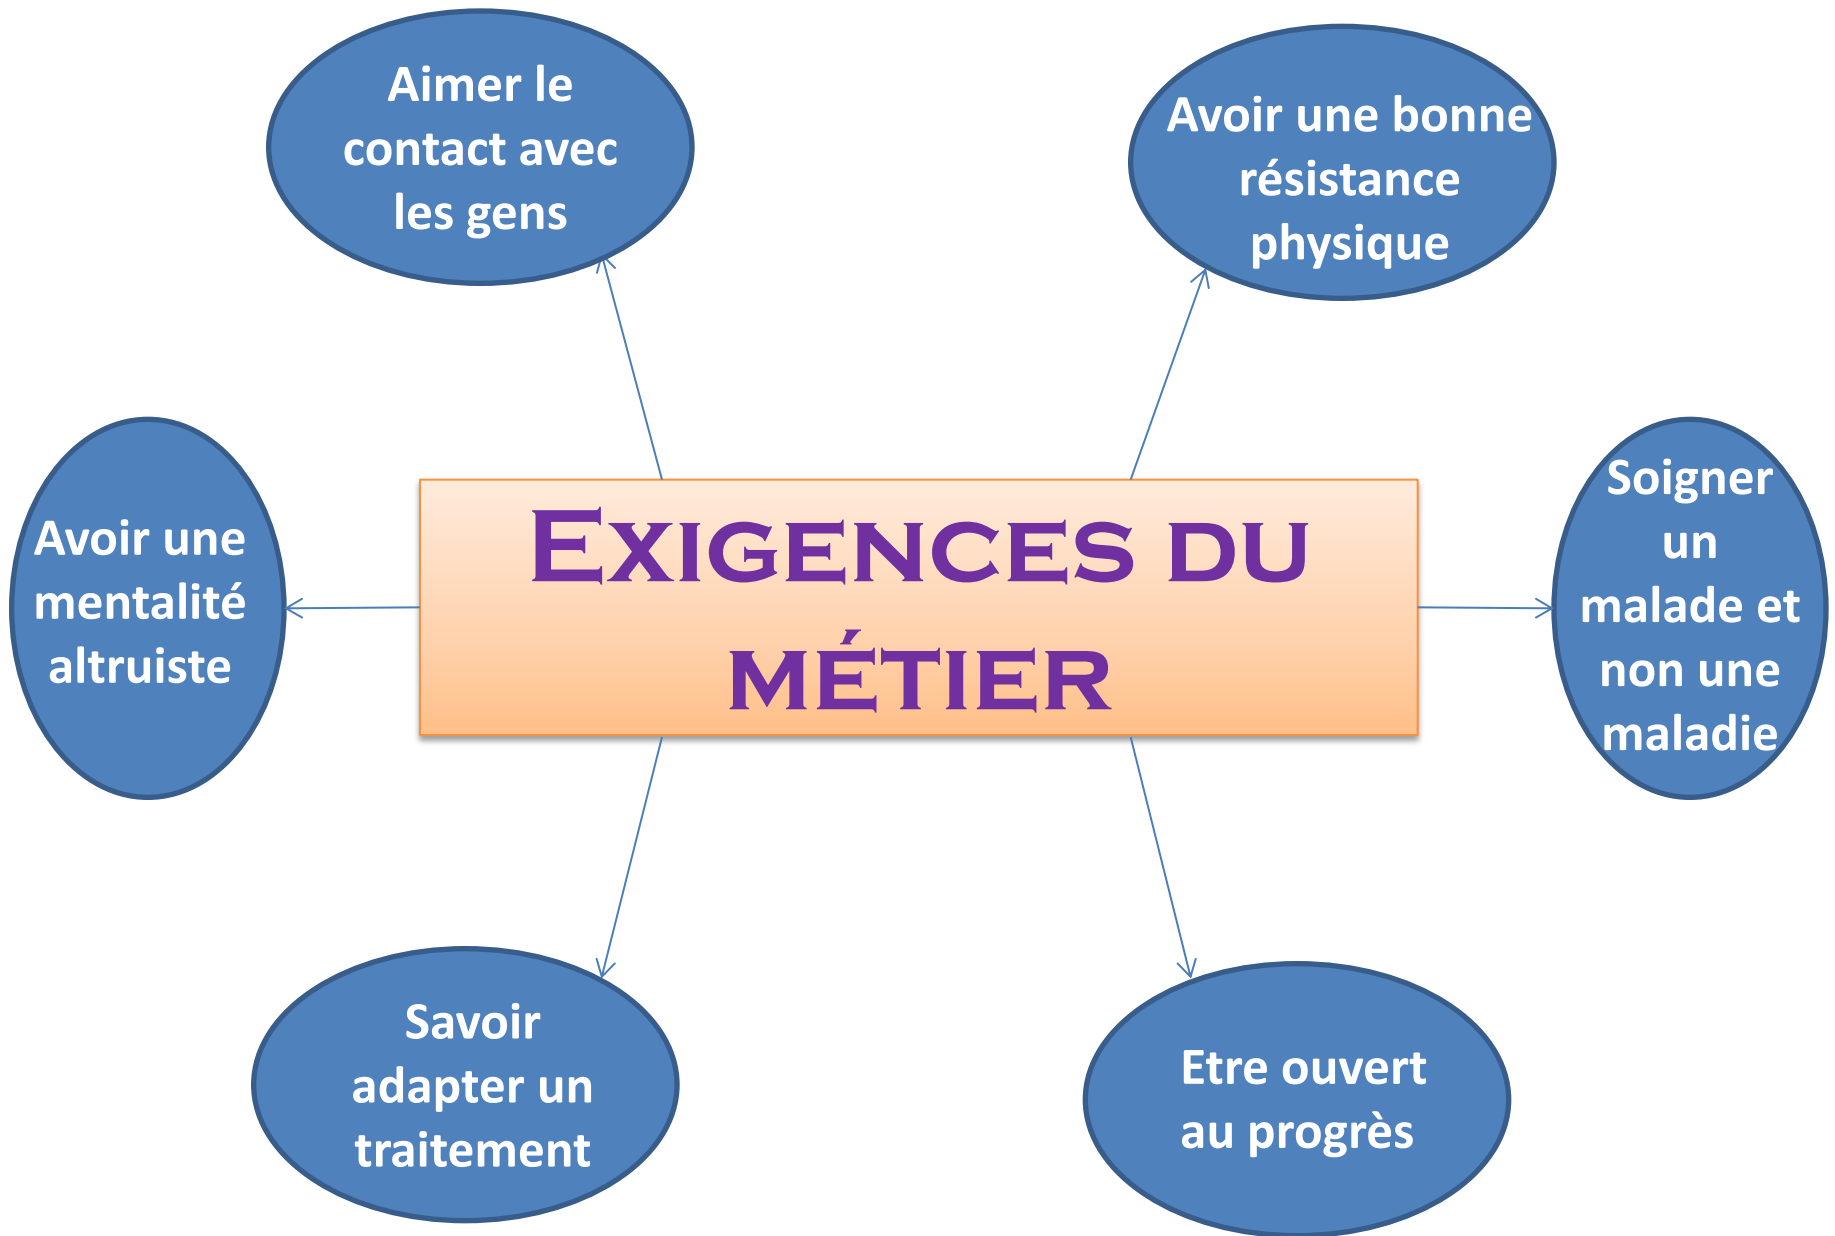 Aimer le
contact avec
les gens
Avoir une bonne
résistance
physique
Avoir une
mentalité
altruiste
EXIGENCES DU
MÉTIER
Soigner
un
malade et
non une
maladie
Savoir
adapter un
traitement
Etre ouvert
au progrès